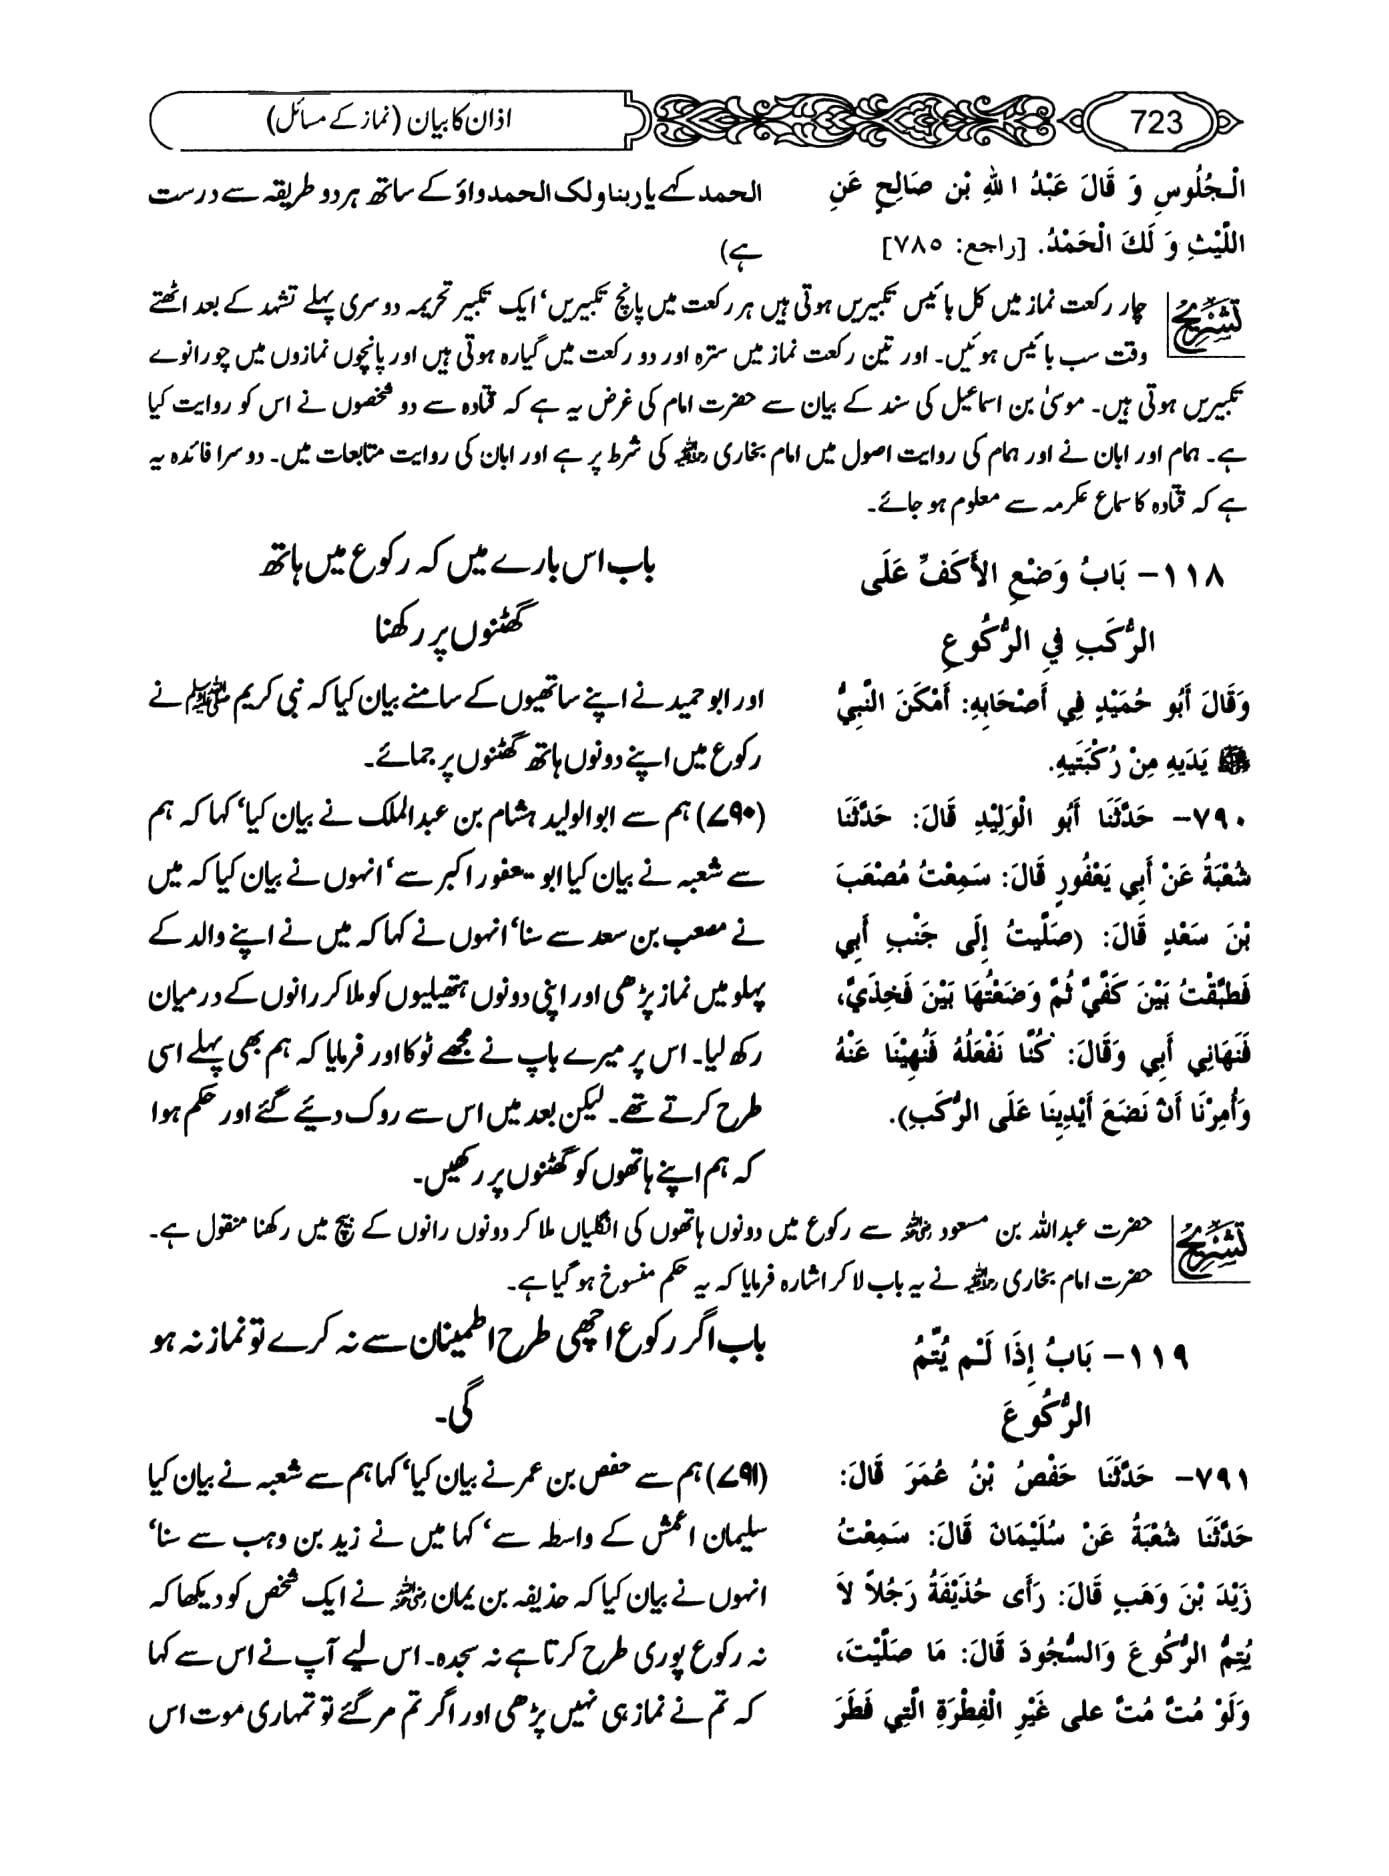 723
اذان کا بیان (نماز کے مسائل)
الْجُلُوسِ وَ قَالَ عَبْدُ اللهِ بْن صَالِحٍ عَنِ
اللَّيْثِ وَ لَكَ الْحَمْدُ. [راجع: ٧٨٥]
الحمد کہے یا ربنا ولک الحمد واؤ کے ساتھ ہر دو طریقہ سے درست
ہے)
تشریح چار رکعت نماز میں کل بائیس تکبیریں ہوتی ہیں ہر رکعت میں پانچ تکبیریں‘ ایک تکبیر تحریمہ دوسری پہلے تشہد کے بعد اٹھتے
وقت سب بائیس ہوئیں۔ اور تین رکعت نماز میں سترہ اور دو رکعت میں گیارہ ہوتی ہیں اور پانچوں نمازوں میں چورانوے
تکبیریں ہوتی ہیں۔ موسیٰ بن اسماعیل کی سند کے بیان سے حضرت امام کی غرض یہ ہے کہ قتادہ سے دو شخصوں نے اس کو روایت کیا
ہے۔ ہمام اور ابان نے اور ہمام کی روایت اصول میں امام بخاری رحمہ اللہ کی شرط پر ہے اور ابان کی روایت متابعات میں۔ دوسرا فائدہ یہ
ہے کہ قتادہ کا سماع عکرمہ سے معلوم ہو جائے۔
١١٨- بَابُ وَضْعِ الأَكَفِّ عَلَى
الرُّكَبِ فِي الرُّكُوعِ
باب اس بارے میں کہ رکوع میں ہاتھ
گھٹنوں پر رکھنا
وَقَالَ أَبُو حُمَيْدٍ فِي أَصْحَابِهِ: أَمْكَنَ النَّبِيُّ
ﷺ يَدَيهِ مِنْ رُكْبَتَيهِ.
اور ابو حمید نے اپنے ساتھیوں کے سامنے بیان کیا کہ نبی کریم ﷺ نے
رکوع میں اپنے دونوں ہاتھ گھٹنوں پر جمائے۔
٧٩٠- حَدَّثَنَا أَبُو الْوَلِيْدِ قَالَ: حَدَّثَنَا
شُعْبَةُ عَنْ أَبِي يَعْفُورٍ قَالَ: سَمِعْتُ مُصْعَبَ
بْنَ سَعْدٍ قَالَ: (صَلَّيتُ إِلَى جَنْبِ أَبِي
فَطَبَّقْتُ بَيْنَ كَفَّيَّ ثُمَّ وَضَعْتُهَا بَيْنَ فَخِذَيَّ،
فَنَهَانِي أَبِي وَقَالَ: كُنَّا نَفْعَلُهُ فَنُهِيْنَا عَنْهُ
وَأُمِرْنَا أَنْ نَضَعَ أَيْدِيَنَا عَلَى الرُّكَبِ).
(۷۹۰) ہم سے ابو الولید ہشام بن عبدالملک نے بیان کیا‘ کہا کہ ہم
سے شعبہ نے بیان کیا ابو یعفور اکبر سے‘ انہوں نے بیان کیا کہ میں
نے مصعب بن سعد سے سنا‘ انہوں نے کہا کہ میں نے اپنے والد کے
پہلو میں نماز پڑھی اور اپنی دونوں ہتھیلیوں کو ملا کر رانوں کے درمیان
رکھ لیا۔ اس پر میرے باپ نے مجھے ٹوکا اور فرمایا کہ ہم بھی پہلے اسی
طرح کرتے تھے۔ لیکن بعد میں اس سے روک دیئے گئے اور حکم ہوا
کہ ہم اپنے ہاتھوں کو گھٹنوں پر رکھیں۔
تشریح حضرت عبداللہ بن مسعود رضی اللہ عنہ سے رکوع میں دونوں ہاتھوں کی انگلیاں ملا کر دونوں رانوں کے بیچ میں رکھنا منقول ہے۔
حضرت امام بخاری رحمہ اللہ نے یہ باب لا کر اشارہ فرمایا کہ یہ حکم منسوخ ہو گیا ہے۔
١١٩- بَابُ إِذَا لَمْ يُتِمَّ
الرُّكُوعَ
باب اگر رکوع اچھی طرح اطمینان سے نہ کرے تو نماز نہ ہو
گی۔
٧٩١- حَدَّثَنَا حَفْصُ بْنُ عُمَرَ قَالَ:
حَدَّثَنَا شُعْبَةُ عَنْ سُلَيْمَانَ قَالَ: سَمِعْتُ
زَيْدَ بْنَ وَهَبٍ قَالَ: رَأَى حُذَيْفَةُ رَجُلاً لاَ
يُتِمُّ الرُّكُوعَ وَالسُّجُودَ قَالَ: مَا صَلَّيْتَ،
وَلَوْ مُتَّ مُتَّ على غَيْرِ الْفِطْرَةِ الَّتِي فَطَرَ
(۷۹۱) ہم سے حفص بن عمر نے بیان کیا‘ کہا ہم سے شعبہ نے بیان کیا
سلیمان اعمش کے واسطہ سے‘ کہا میں نے زید بن وہب سے سنا‘
انہوں نے بیان کیا کہ حذیفہ بن یمان رضی اللہ عنہ نے ایک شخص کو دیکھا کہ
نہ رکوع پوری طرح کرتا ہے نہ سجدہ۔ اس لیے آپ نے اس سے کہا
کہ تم نے نماز ہی نہیں پڑھی اور اگر تم مر گئے تو تمہاری موت اس